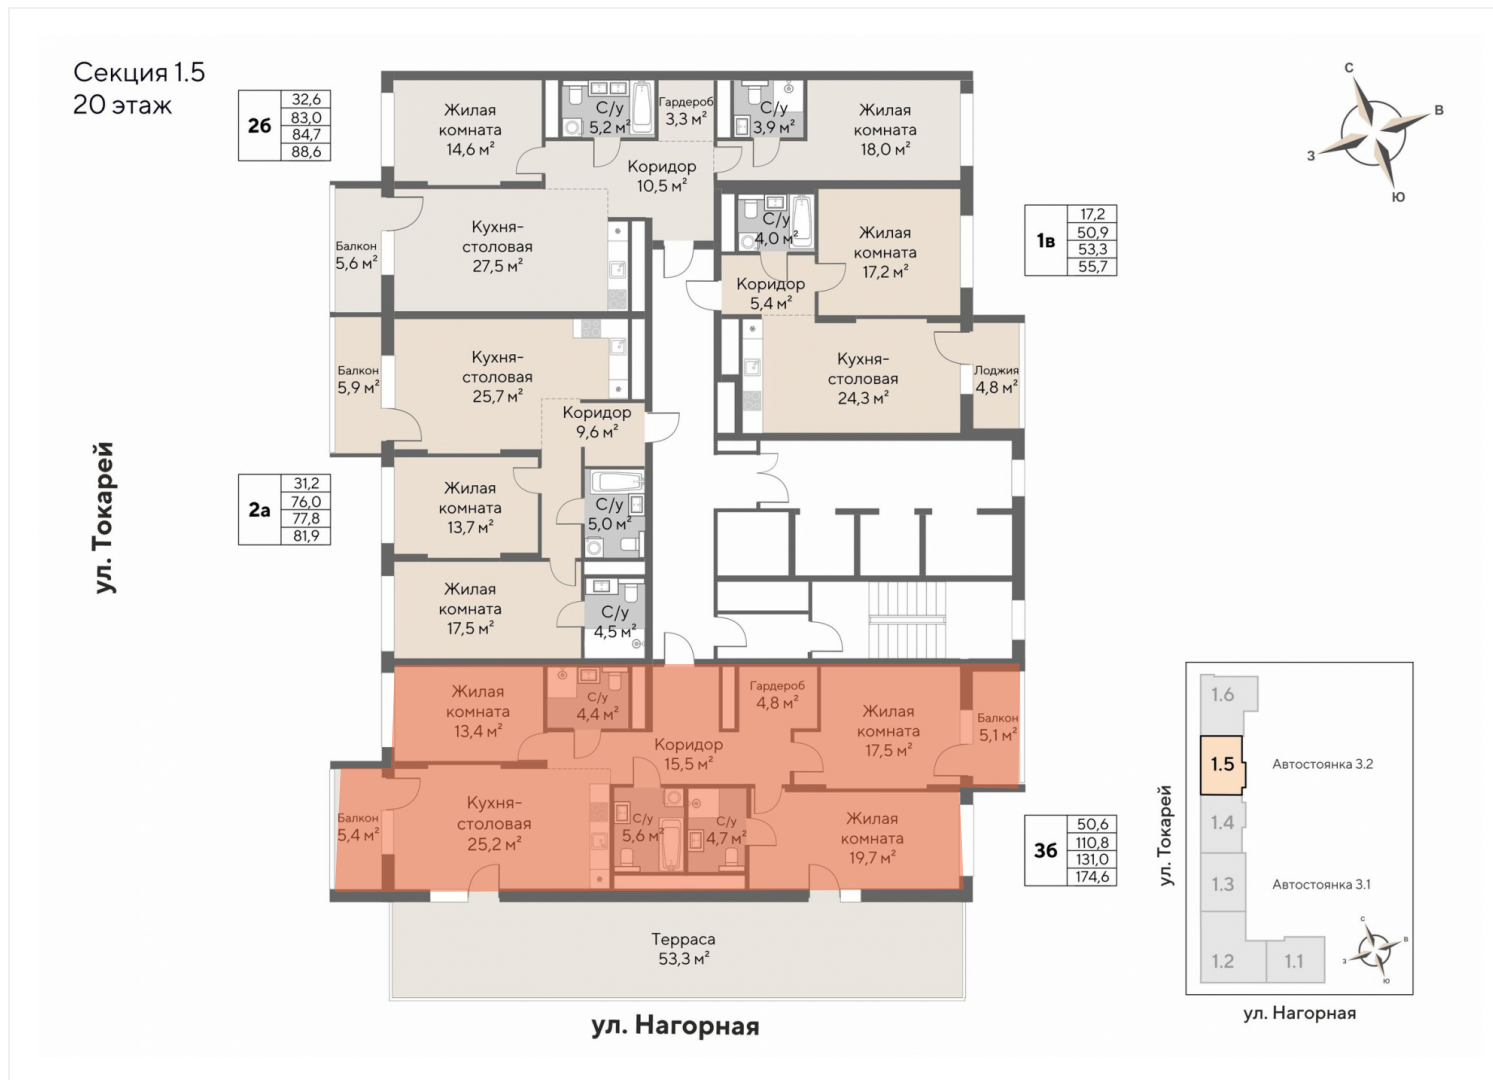 Секция 1.5
20 этаж
2б
32,6
83,0
84,7
88,6
Жилая
комната
14,6 м²
С/у
5,2 м²
Гардероб
3,3 м²
С/у
3,9 м²
Жилая
комната
18,0 м²
Коридор
10,5 м²
Балкон
5,6 м²
Кухня-
столовая
27,5 м²
С/у
4,0 м²
Жилая
комната
17,2 м²
Коридор
5,4 м²
1в
17,2
50,9
53,3
55,7
С
В
З
Ю
Балкон
5,9 м²
Кухня-
столовая
25,7 м²
Коридор
9,6 м²
Кухня-
столовая
24,3 м²
Лоджия
4,8 м²
ул. Токарей
2а
31,2
76,0
77,8
81,9
Жилая
комната
13,7 м²
С/у
5,0 м²
Жилая
комната
17,5 м²
С/у
4,5 м²
Жилая
комната
13,4 м²
С/у
4,4 м²
Гардероб
4,8 м²
Жилая
комната
17,5 м²
Балкон
5,1 м²
Коридор
15,5 м²
Балкон
5,4 м²
Кухня-
столовая
25,2 м²
С/у
5,6 м²
С/у
4,7 м²
Жилая
комната
19,7 м²
3б
50,6
110,8
131,0
174,6
Терраса
53,3 м²
ул. Нагорная
1.6
1.5
Автостоянка 3.2
1.4
ул. Токарей
1.3
Автостоянка 3.1
1.2
1.1
С
В
З
Ю
ул. Нагорная